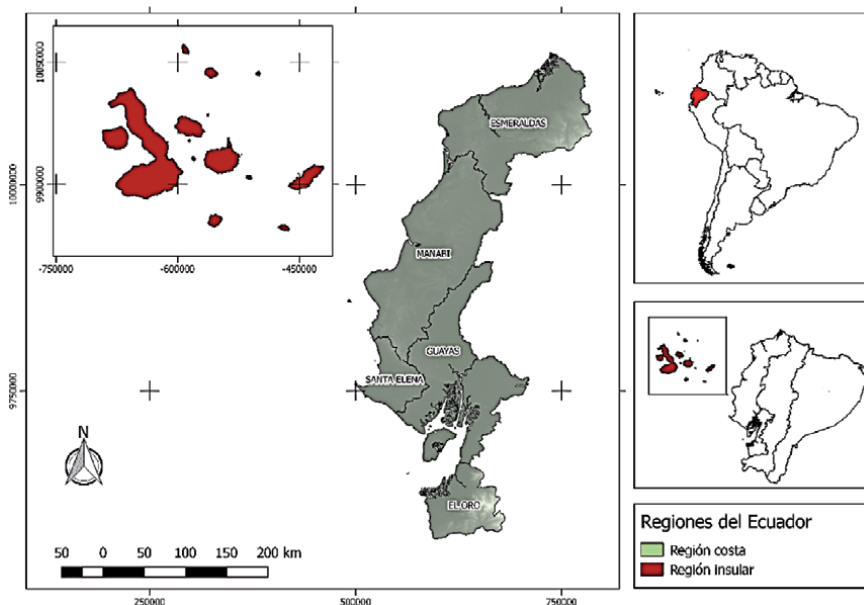 10050000
9900000
-750000
-600000
-450000
10000000
9750000
ESMERALDAS
MANABI
GUAYAS
SANTA ELENA
EL ORO
N
50 0 50 100 150 200 km
250000
500000
750000
Regiones del Ecuador
Región costa
Región Insular